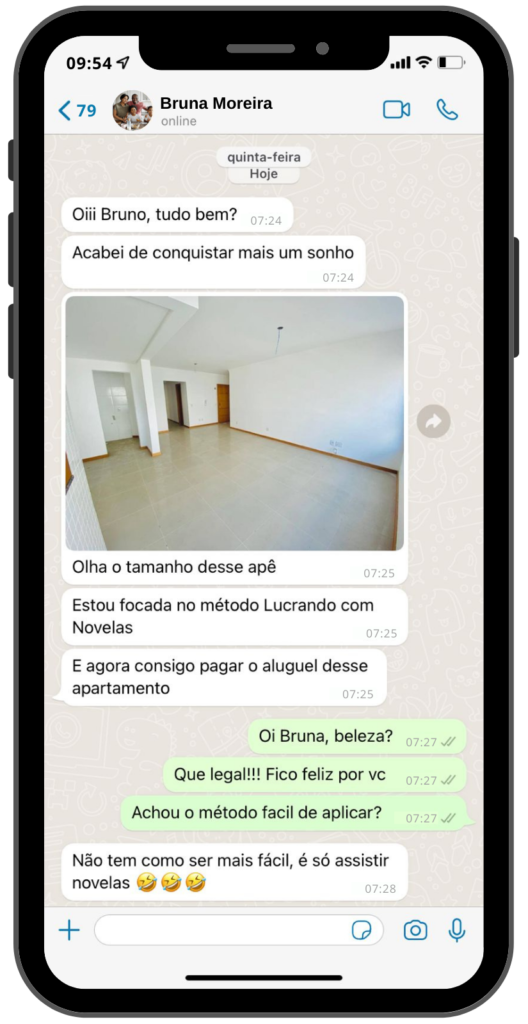 09:54
79
Bruna Moreira
online
quinta-feira
Hoje
Oiii Bruno, tudo bem? 07:24
Acabei de conquistar mais um sonho
07:24
Olha o tamanho desse apê
07:25
Estou focada no método Lucrando com
Novelas
07:25
E agora consigo pagar o aluguel desse
apartamento
07:25
Oi Bruna, beleza? 07:27
Que legal!!! Fico feliz por vc 07:27
Achou o método facil de aplicar? 07:27
Não tem como ser mais fácil, é só assistir
novelas 🤣🤣🤣
07:28